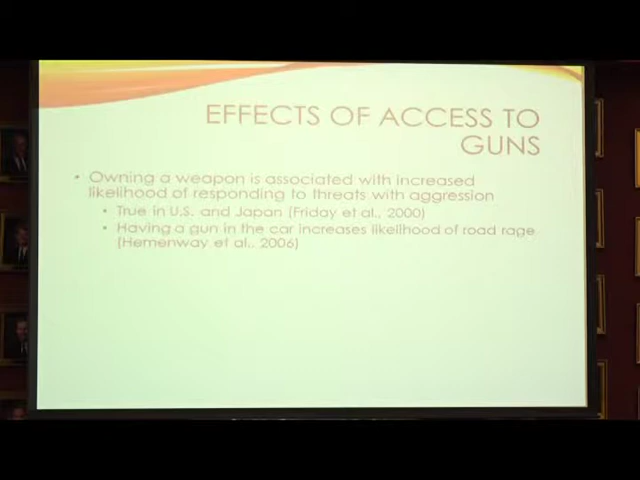 EFFECTS OF ACCESS TO
GUNS
• Owning a weapon is associated with increased
likelihood of responding to threats with aggression
• True in U.S. and Japan (Friday et al., 2000)
• Having a gun in the car increases likelihood of road rage
(Hemenway et al., 2006)